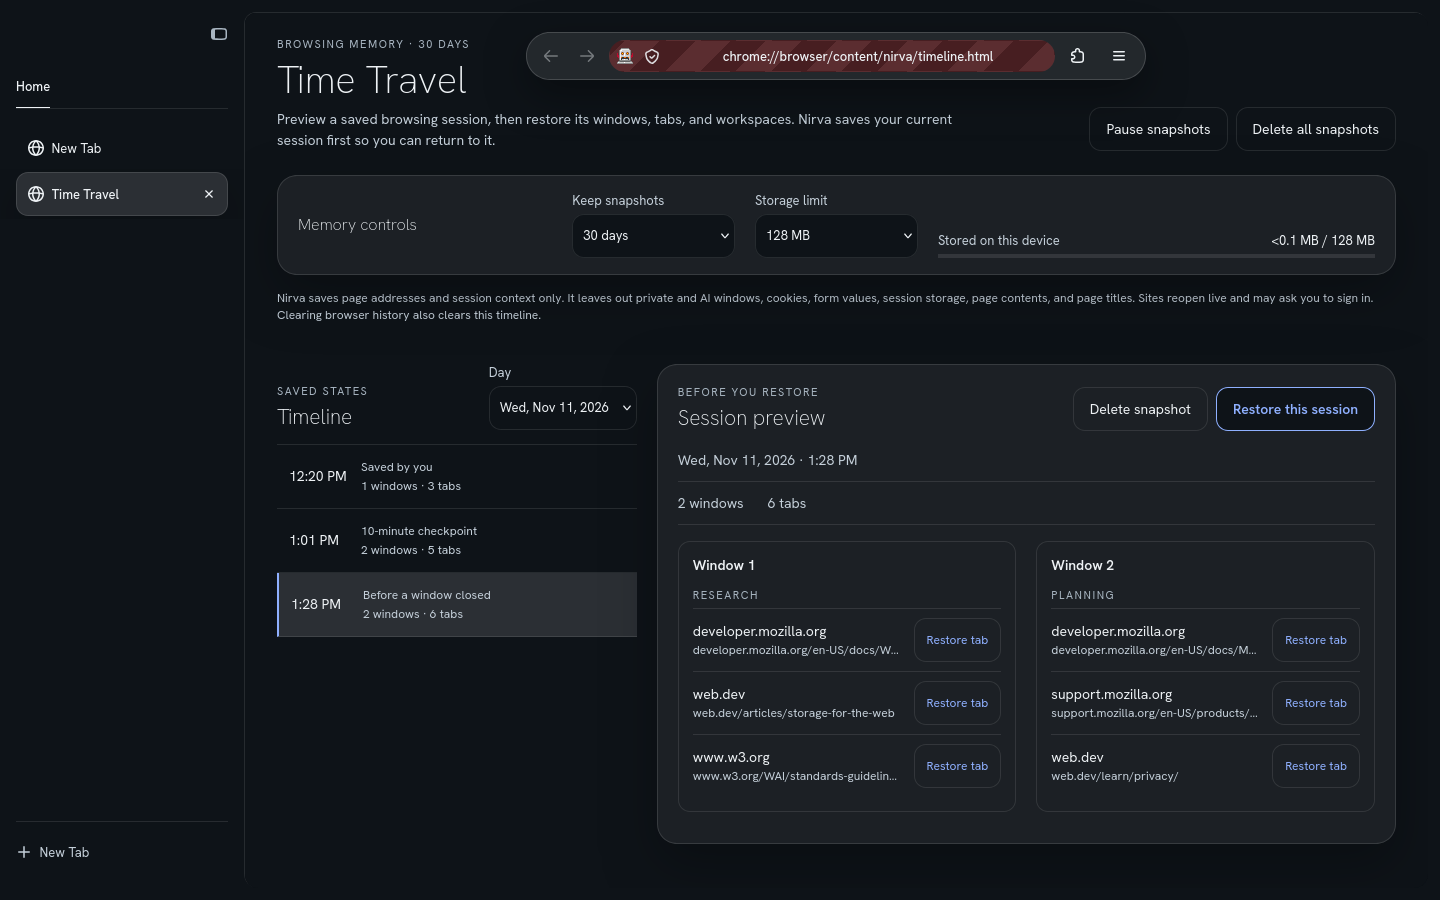 Home
New Tab
Time Travel
New Tab
chrome://browser/content/nirva/timeline.html
BROWSING MEMORY · 30 DAYS
Time Travel
Preview a saved browsing session, then restore its windows, tabs, and workspaces. Nirva saves your current
session first so you can return to it.
Pause snapshots
Delete all snapshots
Memory controls
Keep snapshots
30 days
Storage limit
128 MB
Stored on this device
<0.1 MB / 128 MB
Nirva saves page addresses and session context only. It leaves out private and AI windows, cookies, form values, session storage, page contents, and page titles. Sites reopen live and may ask you to sign in.
Clearing browser history also clears this timeline.
SAVED STATES
Timeline
Day
Wed, Nov 11, 2026
12:20 PM
Saved by you
1 windows · 3 tabs
1:01 PM
10-minute checkpoint
2 windows · 5 tabs
1:28 PM
Before a window closed
2 windows · 6 tabs
BEFORE YOU RESTORE
Session preview
Delete snapshot
Restore this session
Wed, Nov 11, 2026 · 1:28 PM
2 windows 6 tabs
Window 1
RESEARCH
developer.mozilla.org
developer.mozilla.org/en-US/docs/W...
Restore tab
web.dev
web.dev/articles/storage-for-the-web
Restore tab
www.w3.org
www.w3.org/WAI/standards-guidelin...
Restore tab
Window 2
PLANNING
developer.mozilla.org
developer.mozilla.org/en-US/docs/M...
Restore tab
support.mozilla.org
support.mozilla.org/en-US/products/...
Restore tab
web.dev
web.dev/learn/privacy/
Restore tab